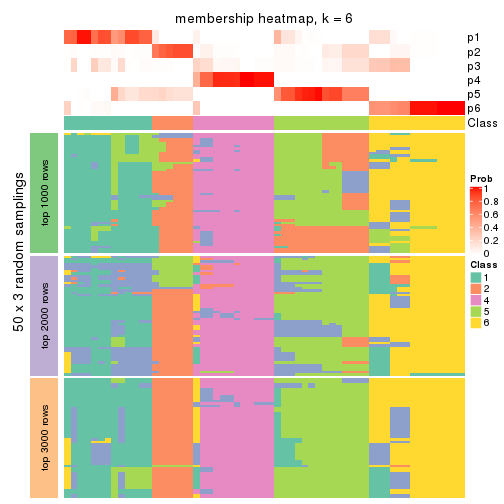 membership heatmap, k = 6
p1
p2
p3
p4
p5
p6
Class
50 x 3 random samplings
top 1000 rows
top 2000 rows
top 3000 rows
Prob
1
0.8
0.6
0.4
0.2
0
Class
1
2
3
4
5
6